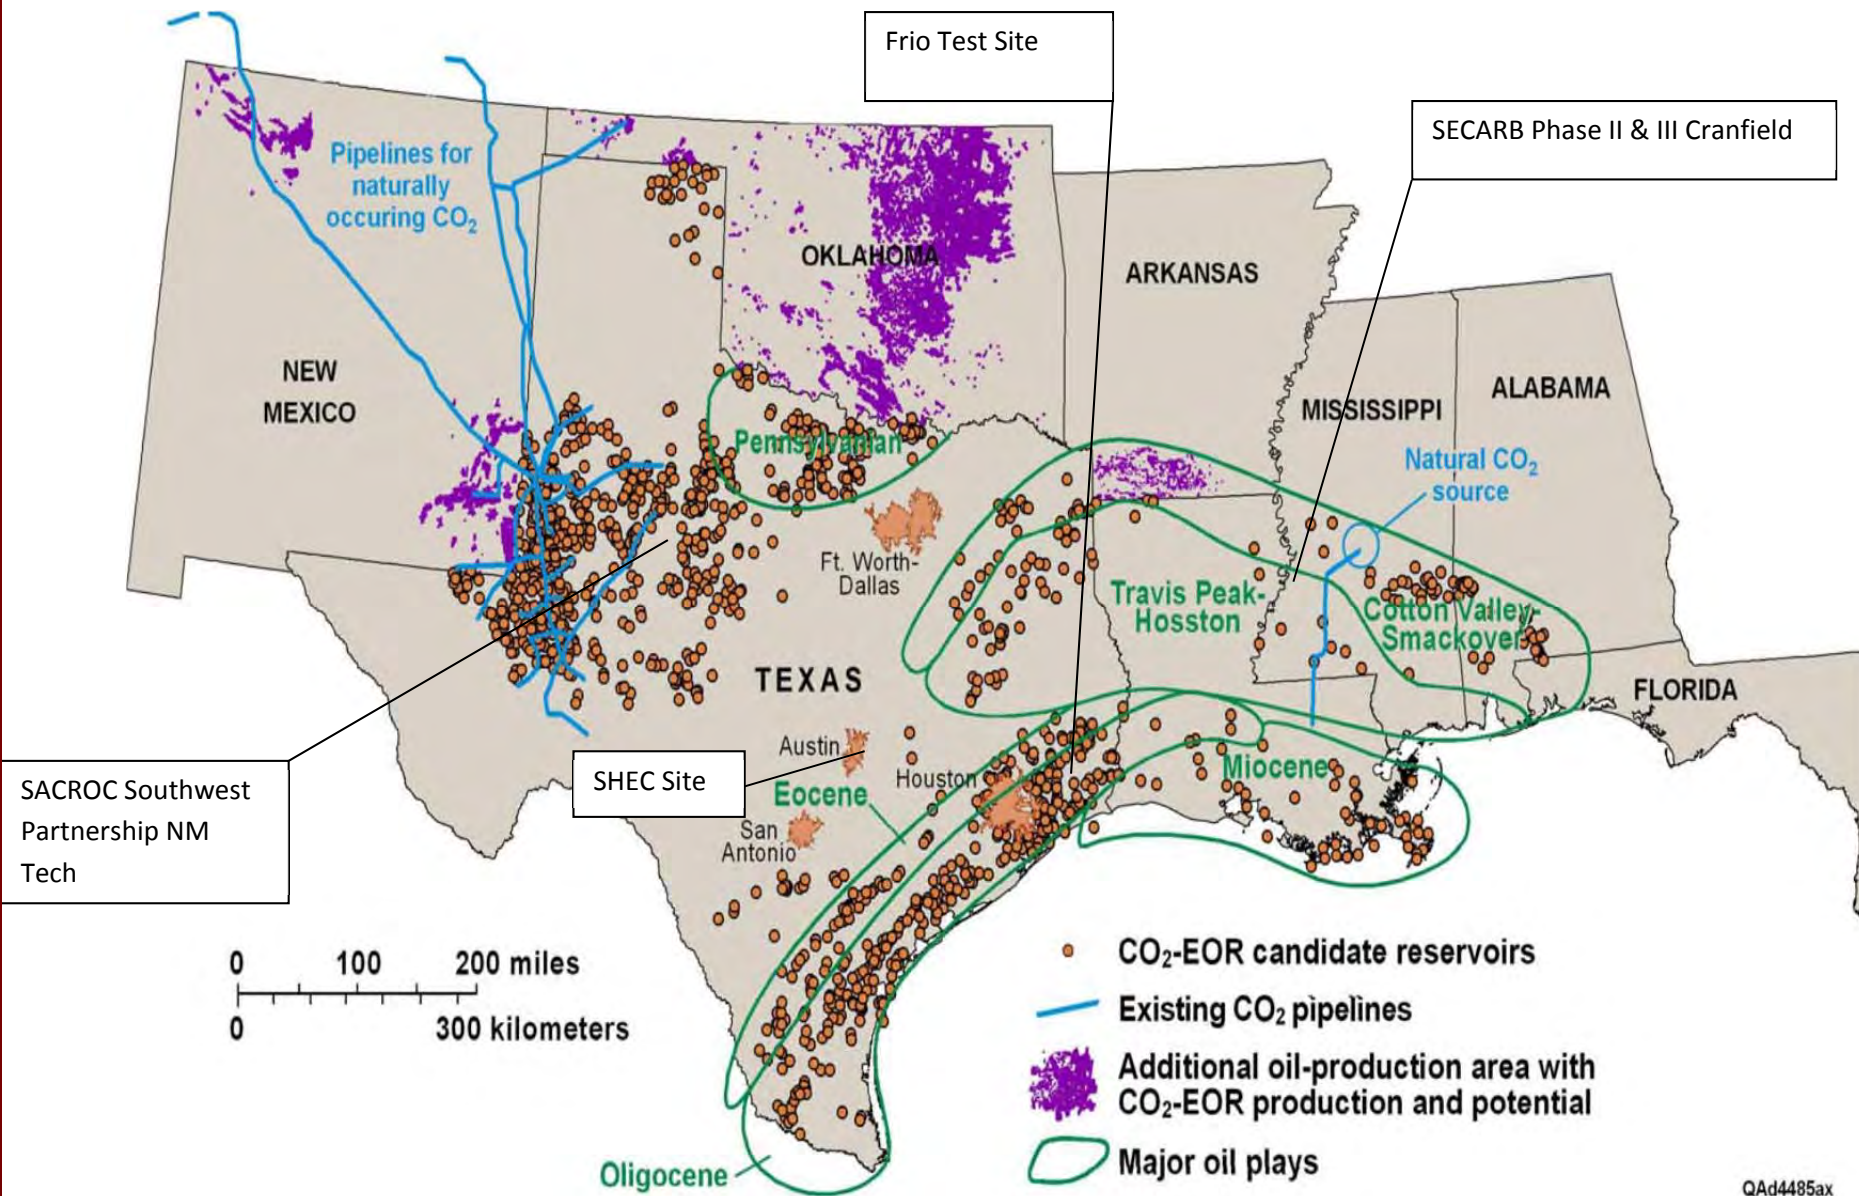 Frio Test Site
SECARB Phase II & III Cranfield
Pipelines for
naturally
occuring CO₂
OKLAHOMA
ARKANSAS
NEW
MEXICO
MISSISSIPPI
ALABAMA
Pennsylvanian
Natural CO₂
source
Ft. Worth-
Dallas
Travis Peak-
Hosston
Cotton Valley-
Smackover
TEXAS
FLORIDA
Austin
SHEC Site
Houston
Miocene
Eocene
San
Antonio
SACROC Southwest
Partnership NM
Tech
0 100 200 miles
0 300 kilometers
CO₂-EOR candidate reservoirs
Existing CO₂ pipelines
Additional oil-production area with
CO₂-EOR production and potential
Major oil plays
Oligocene
QAd4485ax